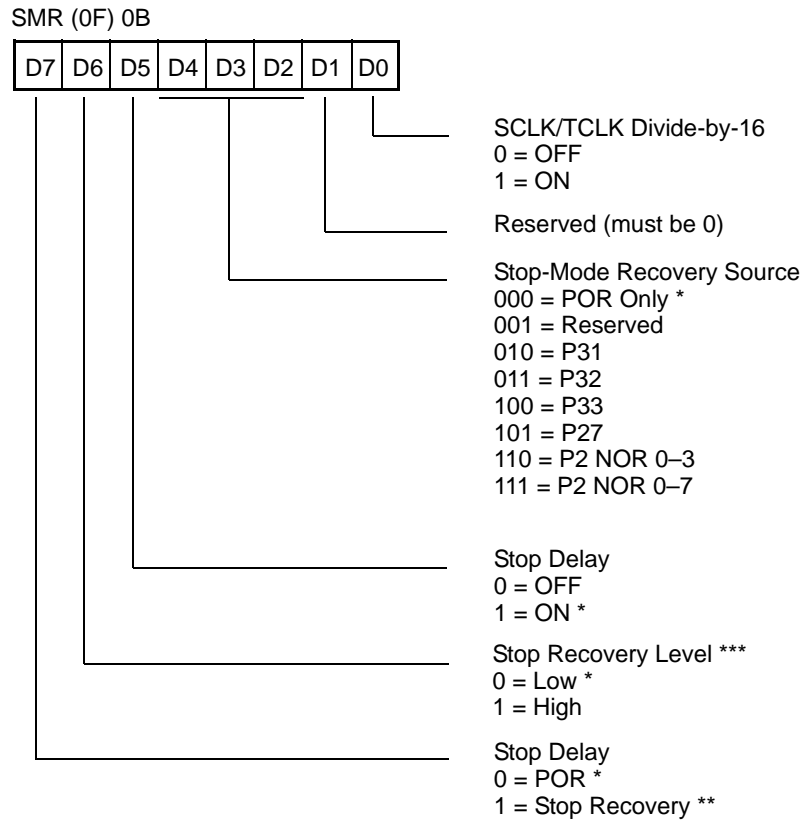 SMR (0F) 0B
D7 D6 D5 D4 D3 D2 D1 D0
SCLK/TCLK Divide-by-16
0 = OFF
1 = ON
Reserved (must be 0)
Stop-Mode Recovery Source
000 = POR Only *
001 = Reserved
010 = P31
011 = P32
100 = P33
101 = P27
110 = P2 NOR 0–3
111 = P2 NOR 0–7
Stop Delay
0 = OFF
1 = ON *
Stop Recovery Level ***
0 = Low *
1 = High
Stop Delay
0 = POR *
1 = Stop Recovery **